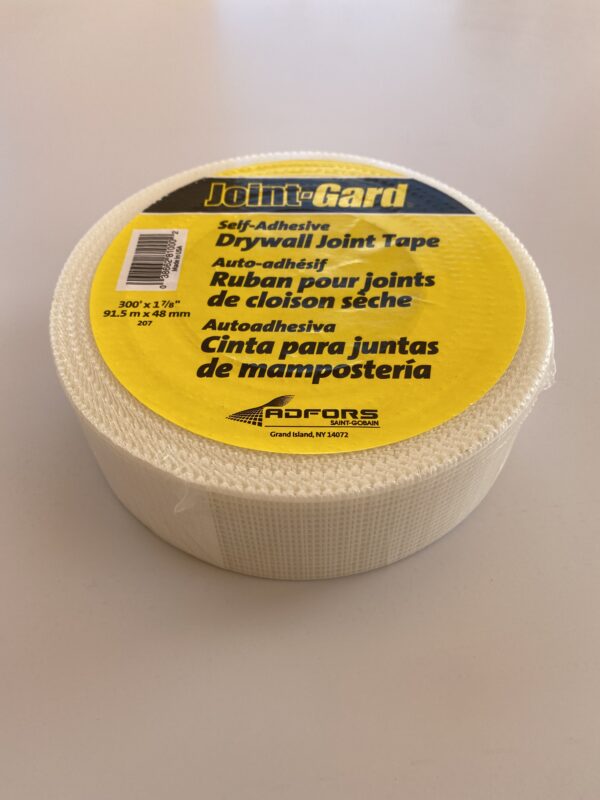 Joint-Gard
Self-Adhesive
Drywall Joint Tape
Auto-adhésif
Ruban pour joints
de cloison sèche
Autoadhesiva
Cinta para juntas
de mampostería
Made in USA
300' x 1 7/8"
91.5 m x 48 mm
207
ADFORS
SAINT-GOBAIN
Grand Island, NY 14072